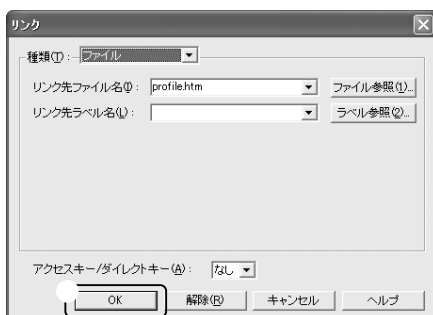 リンク
種類(T): ファイル
リンク先ファイル名(I): profile.htm ファイル参照(1)...
リンク先ラベル名(L): ラベル参照(2)...
アクセスキー/ダイレクトキー(A): なし
OK 解除(R) キャンセル ヘルプ